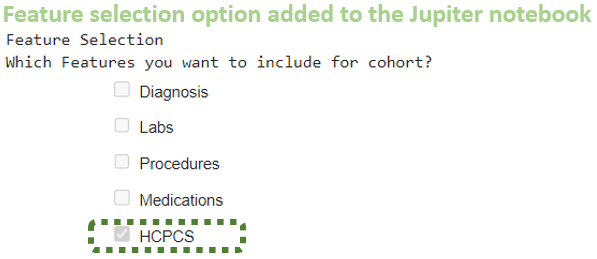 Feature selection option added to the Jupiter notebook
Feature Selection
Which Features you want to include for cohort?
Diagnosis
Labs
Procedures
Medications
HCPCS